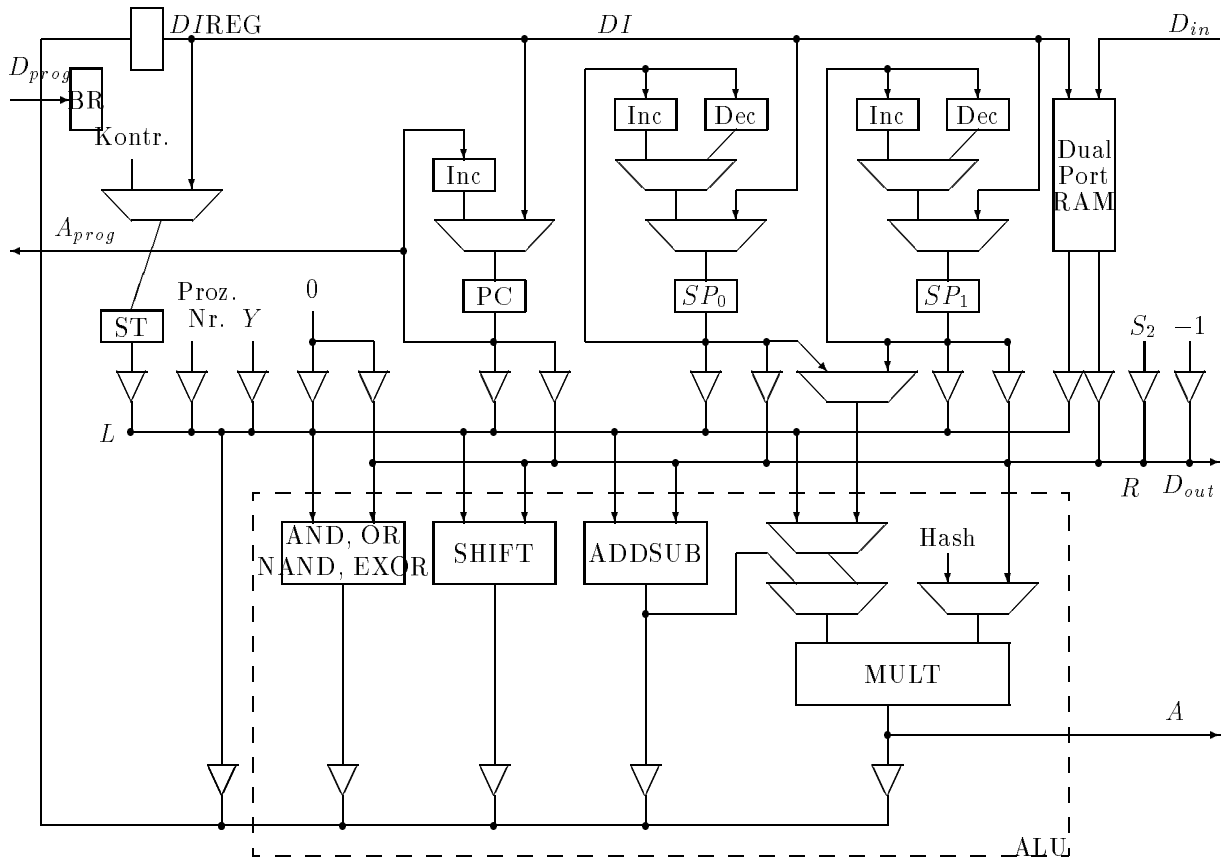 DIREG
DI
D_in
D_prog
BR
Inc
Dec
Inc
Dec
Kontr.
Dual
Port
RAM
Inc
A_prog
Proz.
Nr.
Y
0
PC
SP_0
SP_1
ST
S_2
−1
L
R
D_out
AND, OR
NAND, EXOR
SHIFT
ADDSUB
Hash
MULT
A
ALU